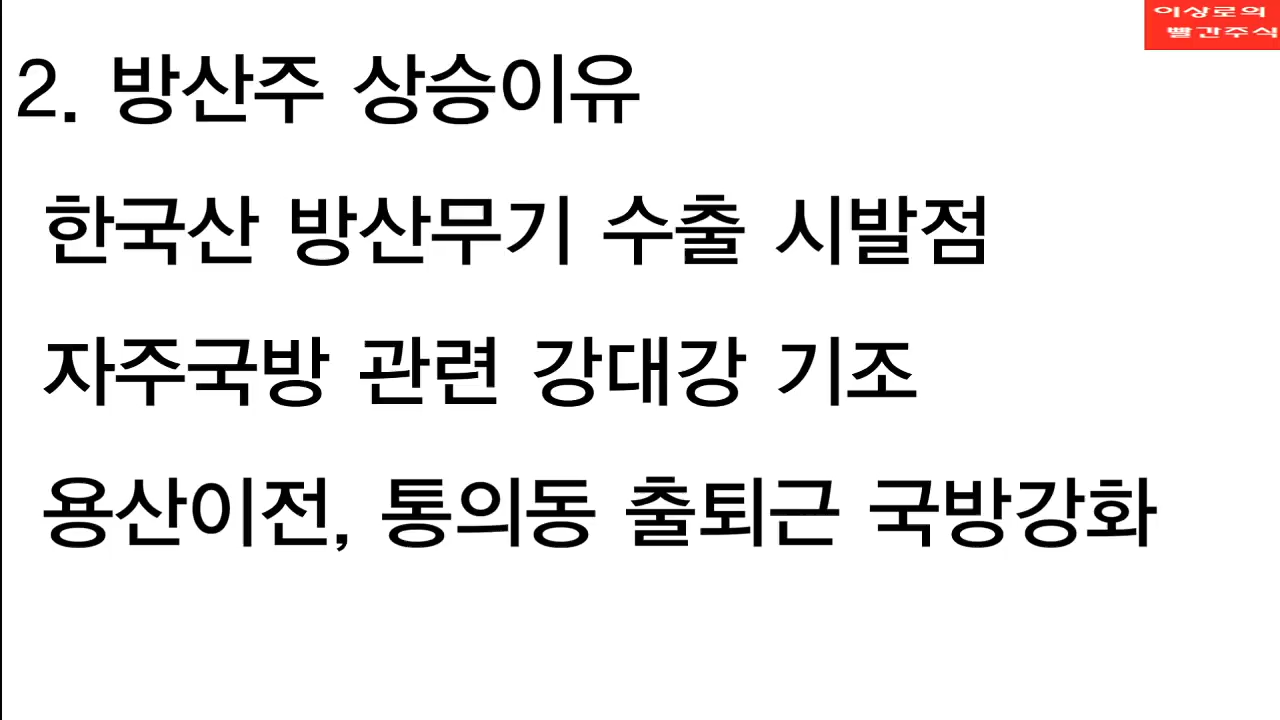 이상로의
빨간주식
2. 방산주 상승이유
한국산 방산무기 수출 시발점
자주국방 관련 강대강 기조
용산이전, 통의동 출퇴근 국방강화